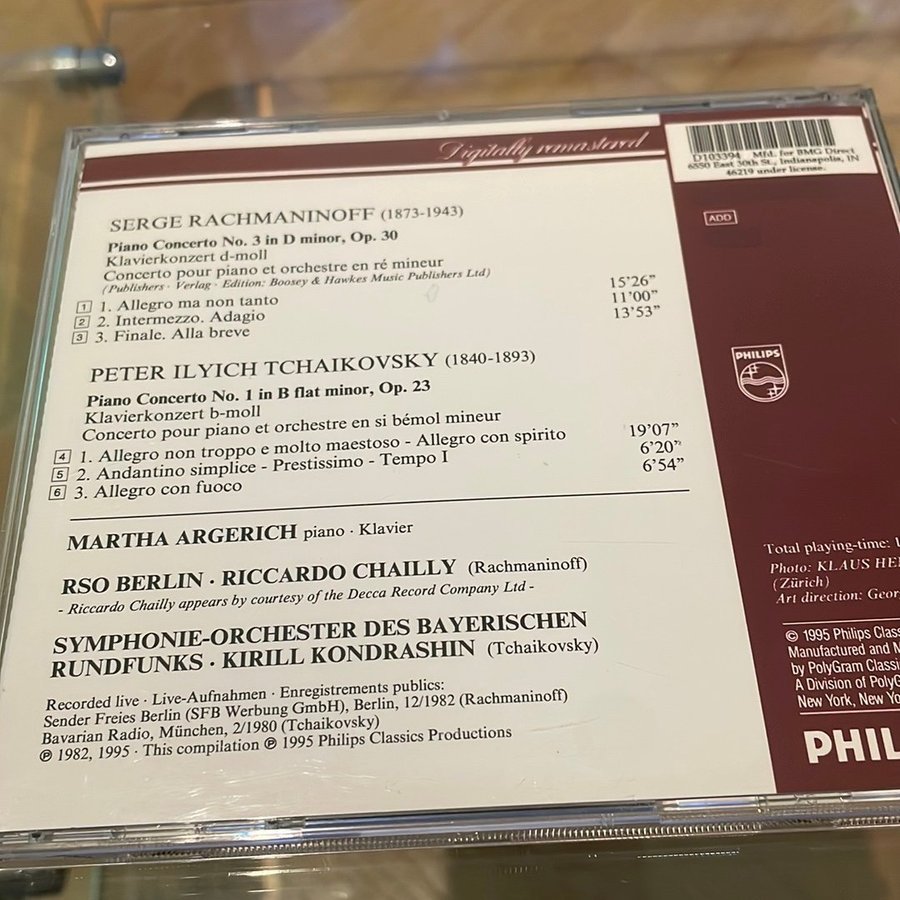 Digitally remastered
D103394 Mfd. for BMG Direct
6550 East 30th St., Indianapolis, IN
46219 under license.
ADD
SERGE RACHMANINOFF (1873-1943)
Piano Concerto No. 3 in D minor, Op. 30
Klavierkonzert d-moll
Concerto pour piano et orchestre en ré mineur
(Publishers · Verlag · Edition: Boosey & Hawkes Music Publishers Ltd)
1 1. Allegro ma non tanto 15’26”
2 2. Intermezzo. Adagio 11’00”
3 3. Finale. Alla breve 13’53”
PETER ILYICH TCHAIKOVSKY (1840-1893)
Piano Concerto No. 1 in B flat minor, Op. 23
Klavierkonzert b-moll
Concerto pour piano et orchestre en si bémol mineur
4 1. Allegro non troppo e molto maestoso - Allegro con spirito 19’07”
5 2. Andantino simplice - Prestissimo - Tempo I 6’20”
6 3. Allegro con fuoco 6’54”
MARTHA ARGERICH piano · Klavier
RSO BERLIN · RICCARDO CHAILLY (Rachmaninoff)
- Riccardo Chailly appears by courtesy of the Decca Record Company Ltd -
SYMPHONIE-ORCHESTER DES BAYERISCHEN
RUNDFUNKS · KIRILL KONDRASHIN (Tchaikovsky)
Recorded live · Live-Aufnahmen · Enregistrements publics:
Sender Freies Berlin (SFB Werbung GmbH), Berlin, 12/1982 (Rachmaninoff)
Bavarian Radio, München, 2/1980 (Tchaikovsky)
℗ 1982, 1995 · This compilation ℗ 1995 Philips Classics Productions
PHILIPS
Total playing-time:
Photo: KLAUS
(Zürich)
Art direction:
© 1995 Philips
Manufactured and
by PolyGram
A Division of
New York, New